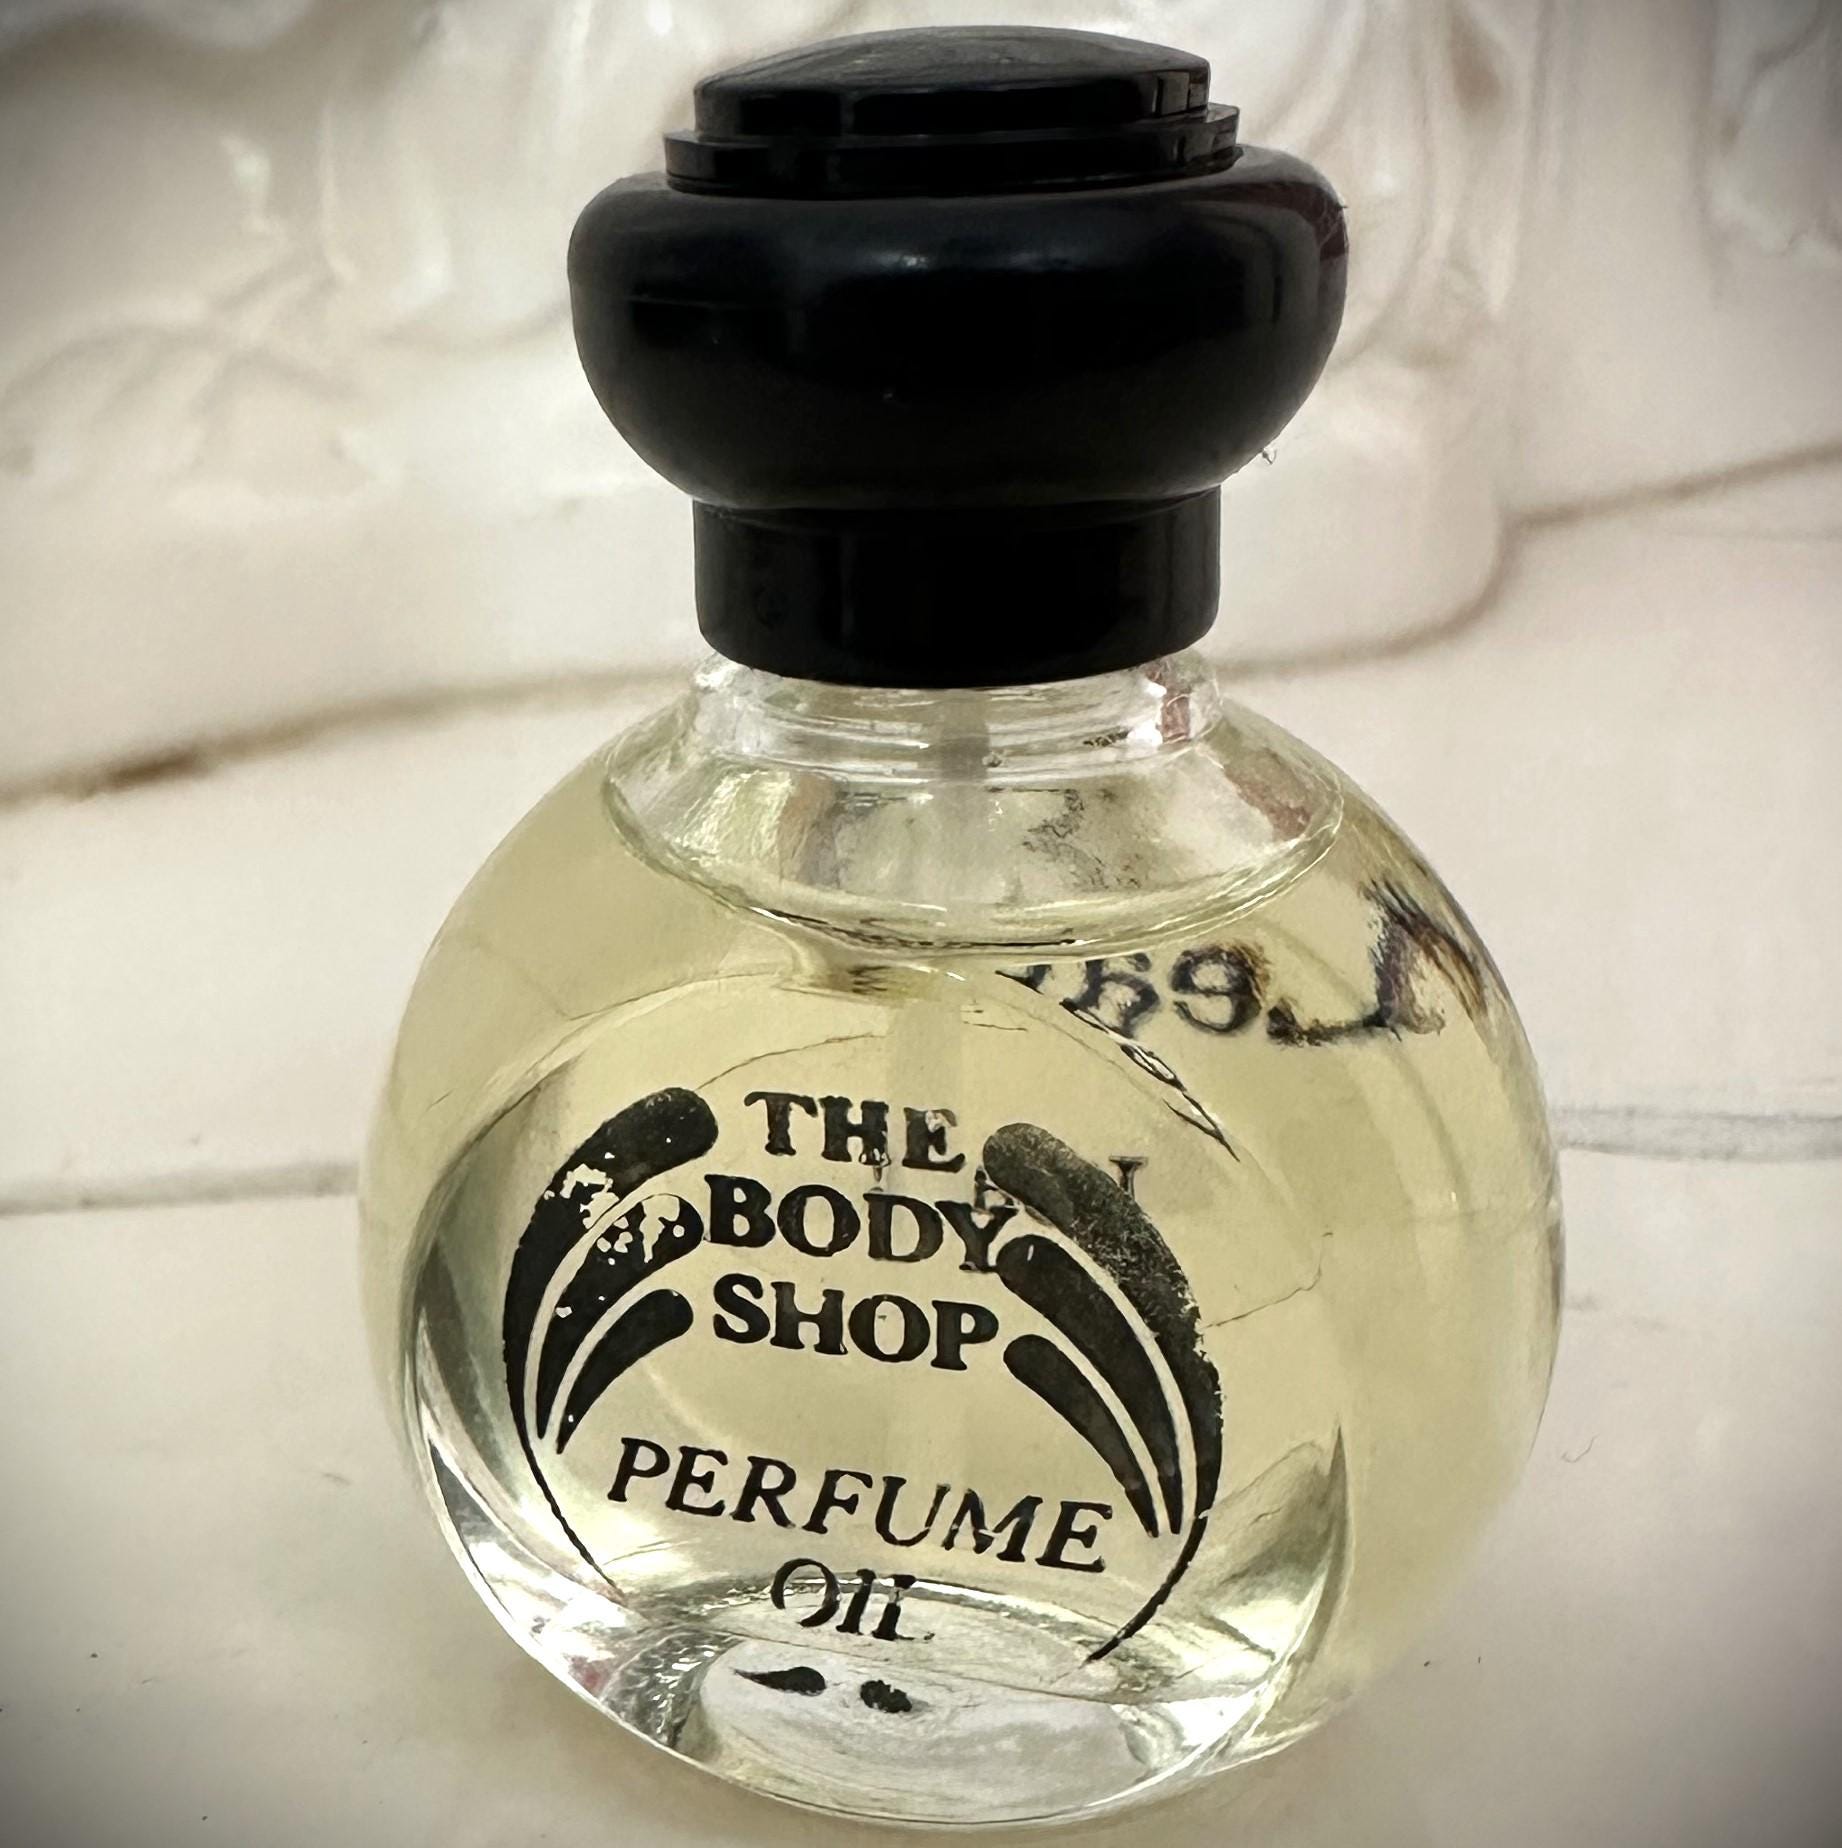 THE
BODY
SHOP
PERFUME
OIL